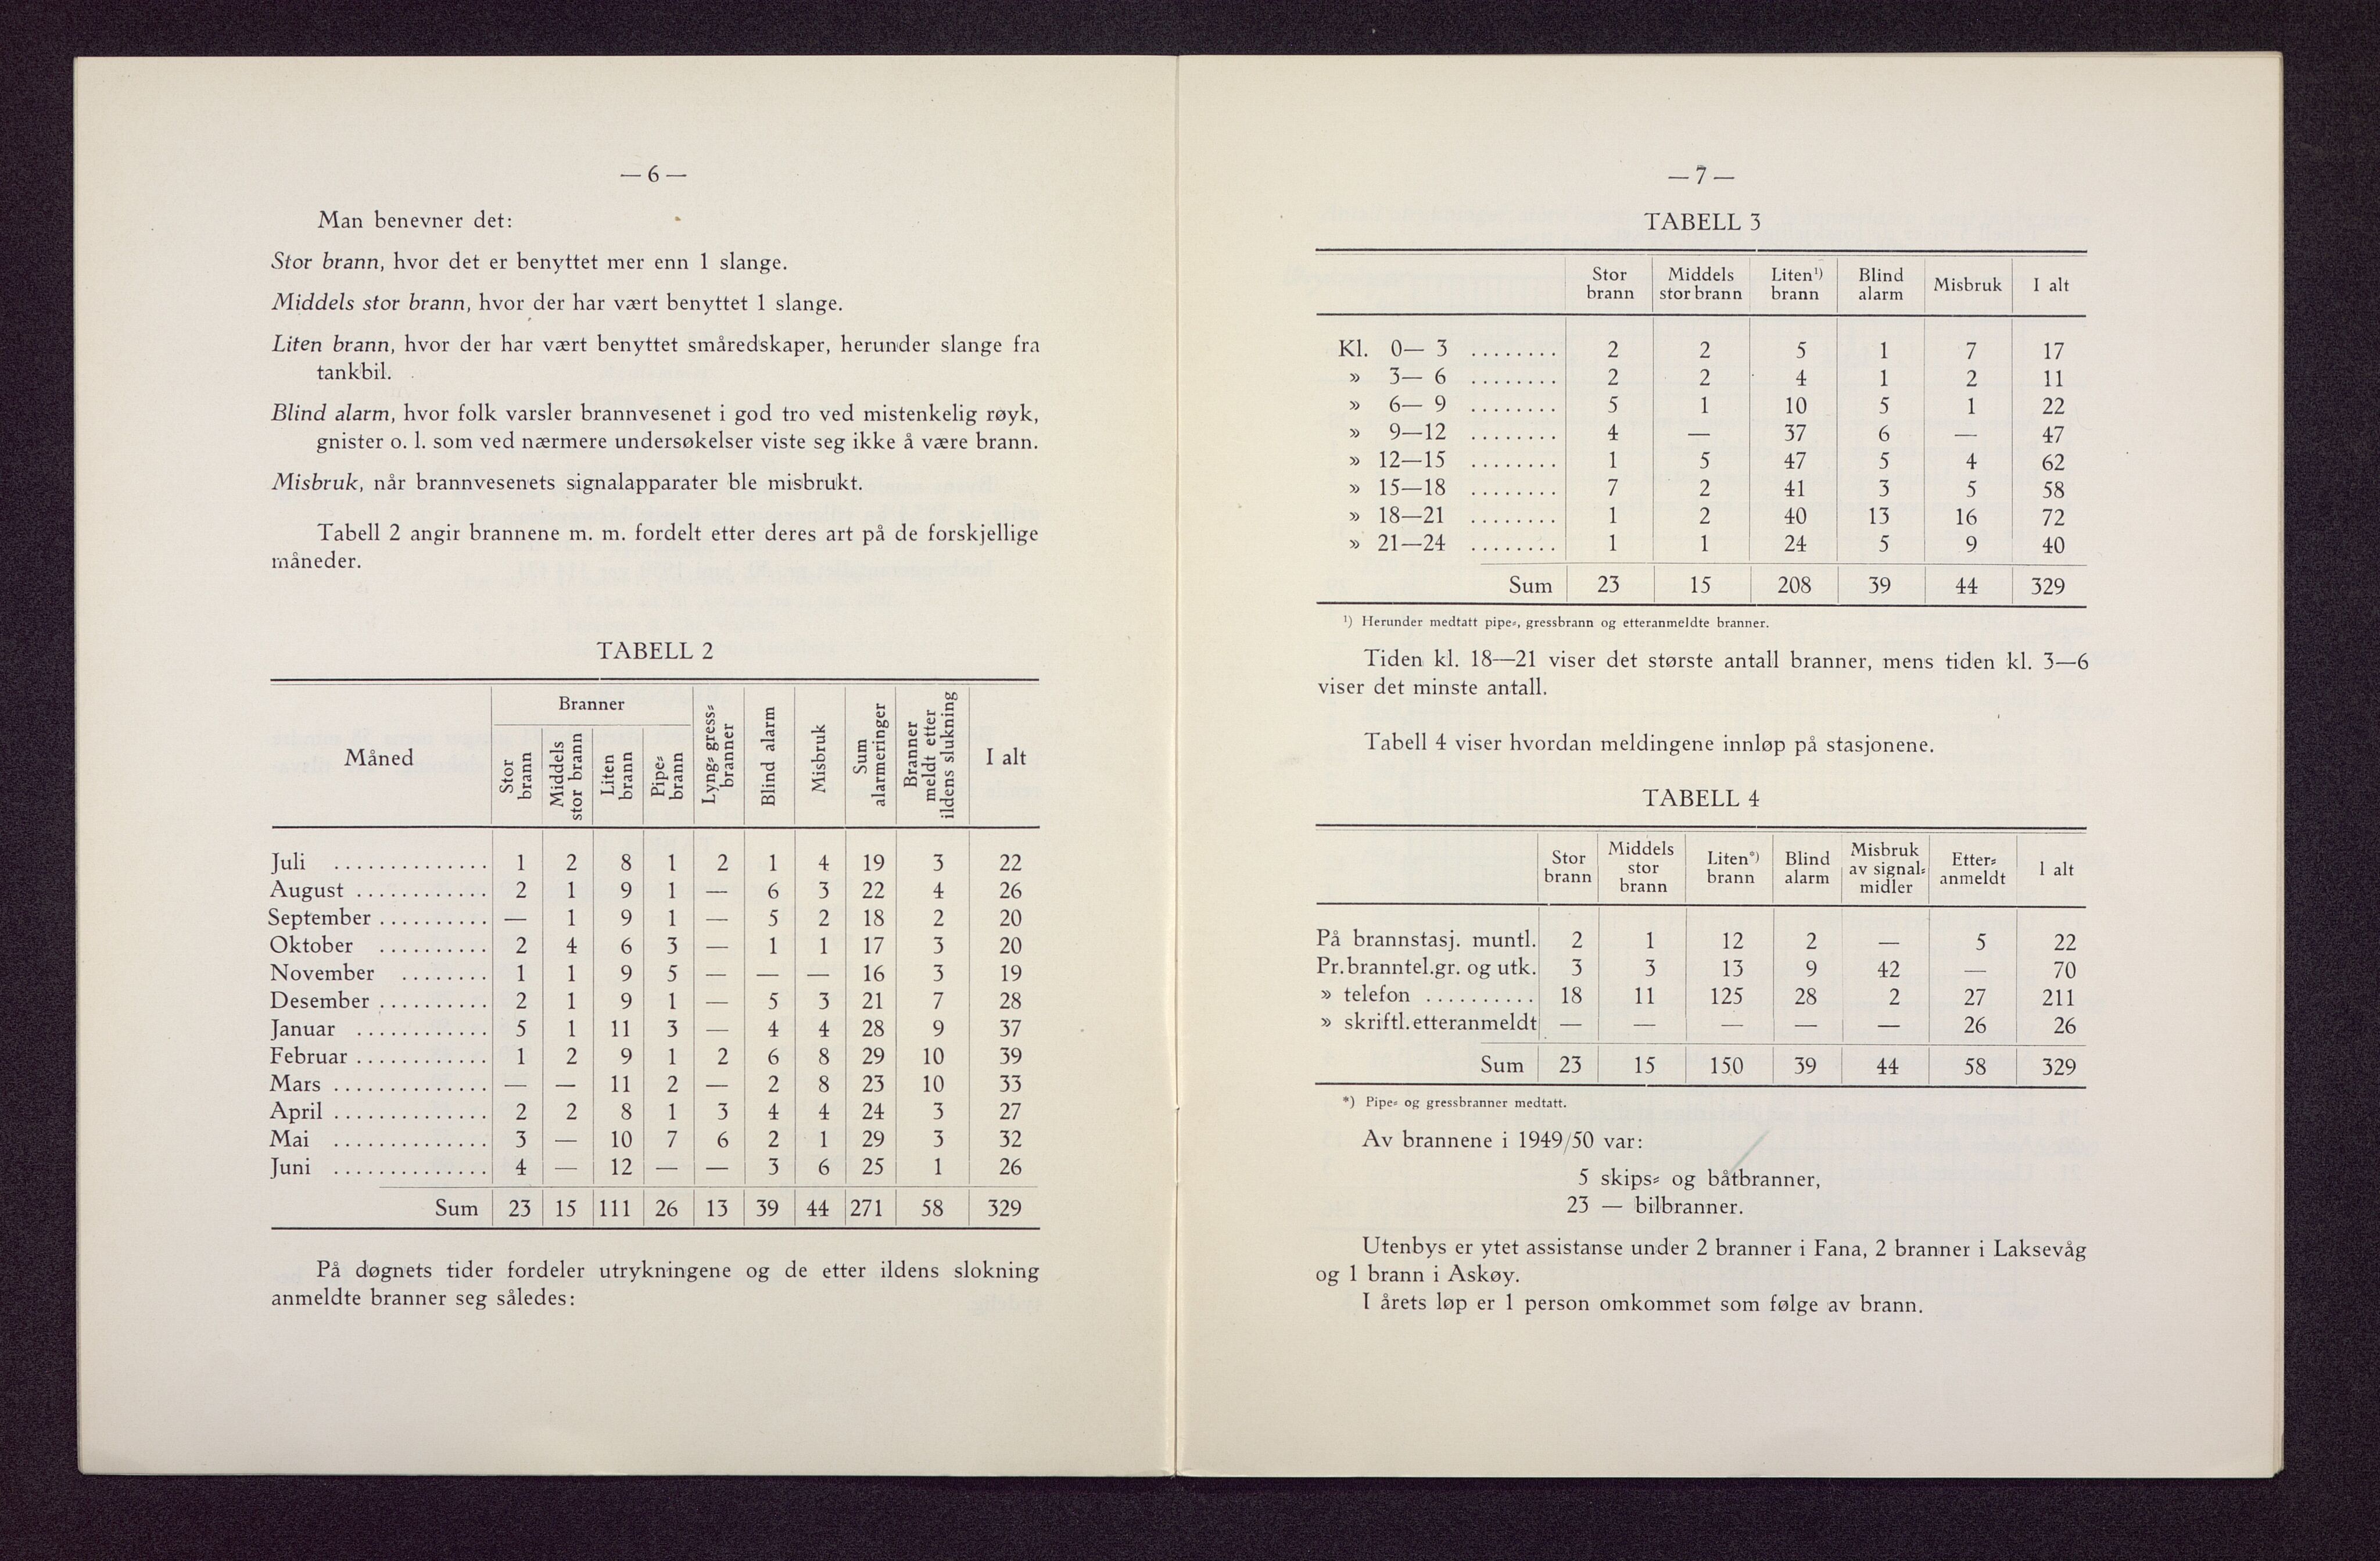 — 6 —
Man benevner det:
Stor brann, hvor det er benyttet mer enn 1 slange.
Middels stor brann, hvor der har vært benyttet 1 slange.
Liten brann, hvor der har vært benyttet småredskaper, herunder slange fra
tankbil.
Blind alarm, hvor folk varsler brannvesenet i god tro ved mistenkelig røyk,
gnister o. l. som ved nærmere undersøkelser viste seg ikke å være brann.
Misbruk, når brannvesenets signalapparater ble misbrukt.
Tabell 2 angir brannene m. m. fordelt etter deres art på de forskjellige
måneder.
TABELL 2
Måned | Branner: Stor brann | Middels stor brann | Liten brann | Pipe- brann | Lyng- gress- branner | Blind alarm | Misbruk | Sum alarmeringer | Branner meldt etter ildens slukning | I alt
Juli .............. 1 2 8 1 2 1 4 19 3 22
August ............ 2 1 9 1 — 6 3 22 4 26
September .......... — 1 9 1 — 5 2 18 2 20
Oktober .......... 2 4 6 3 — 1 1 17 3 20
November ........ 1 1 9 5 — — — 16 3 19
Desember .......... 2 1 9 1 — 5 3 21 7 28
Januar ............ 5 1 11 3 — 4 4 28 9 37
Februar ............ 1 2 9 1 2 6 8 29 10 39
Mars .............. — — 11 2 — 2 8 23 10 33
April .............. 2 2 8 1 3 4 4 24 3 27
Mai .............. 3 — 10 7 6 2 1 29 3 32
Juni .............. 4 — 12 — — 3 6 25 1 26
Sum 23 15 111 26 13 39 44 271 58 329
På døgnets tider fordeler utrykningene og de etter ildens slokning
anmeldte branner seg således:
— 7 —
TABELL 3
Stor brann | Middels stor brann | Liten¹) brann | Blind alarm | Misbruk | I alt
Kl. 0— 3 ........ 2 2 5 1 7 17
» 3— 6 ........ 2 2 4 1 2 11
» 6— 9 ........ 5 1 10 5 1 22
» 9—12 ........ 4 — 37 6 — 47
» 12—15 ........ 1 5 47 5 4 62
» 15—18 ........ 7 2 41 3 5 58
» 18—21 ........ 1 2 40 13 16 72
» 21—24 ........ 1 1 24 5 9 40
Sum 23 15 208 39 44 329
¹) Herunder medtatt pipe-, gressbrann og etteranmeldte branner.
Tiden kl. 18—21 viser det største antall branner, mens tiden kl. 3—6
viser det minste antall.
Tabell 4 viser hvordan meldingene innløp på stasjonene.
TABELL 4
Stor brann | Middels stor brann | Liten*) brann | Blind alarm | Misbruk av signal- midler | Etter- anmeldt | I alt
På brannstasj. muntl. 2 1 12 2 — 5 22
Pr. branntel.gr. og utk. 3 3 13 9 42 — 70
» telefon .......... 18 11 125 28 2 27 211
» skriftl. etteranmeldt — — — — — 26 26
Sum 23 15 150 39 44 58 329
*) Pipe- og gressbranner medtatt.
Av brannene i 1949/50 var:
5 skips- og båtbranner,
23 — bilbranner.
Utenbys er ytet assistanse under 2 branner i Fana, 2 branner i Laksevåg
og 1 brann i Askøy.
I årets løp er 1 person omkommet som følge av brann.